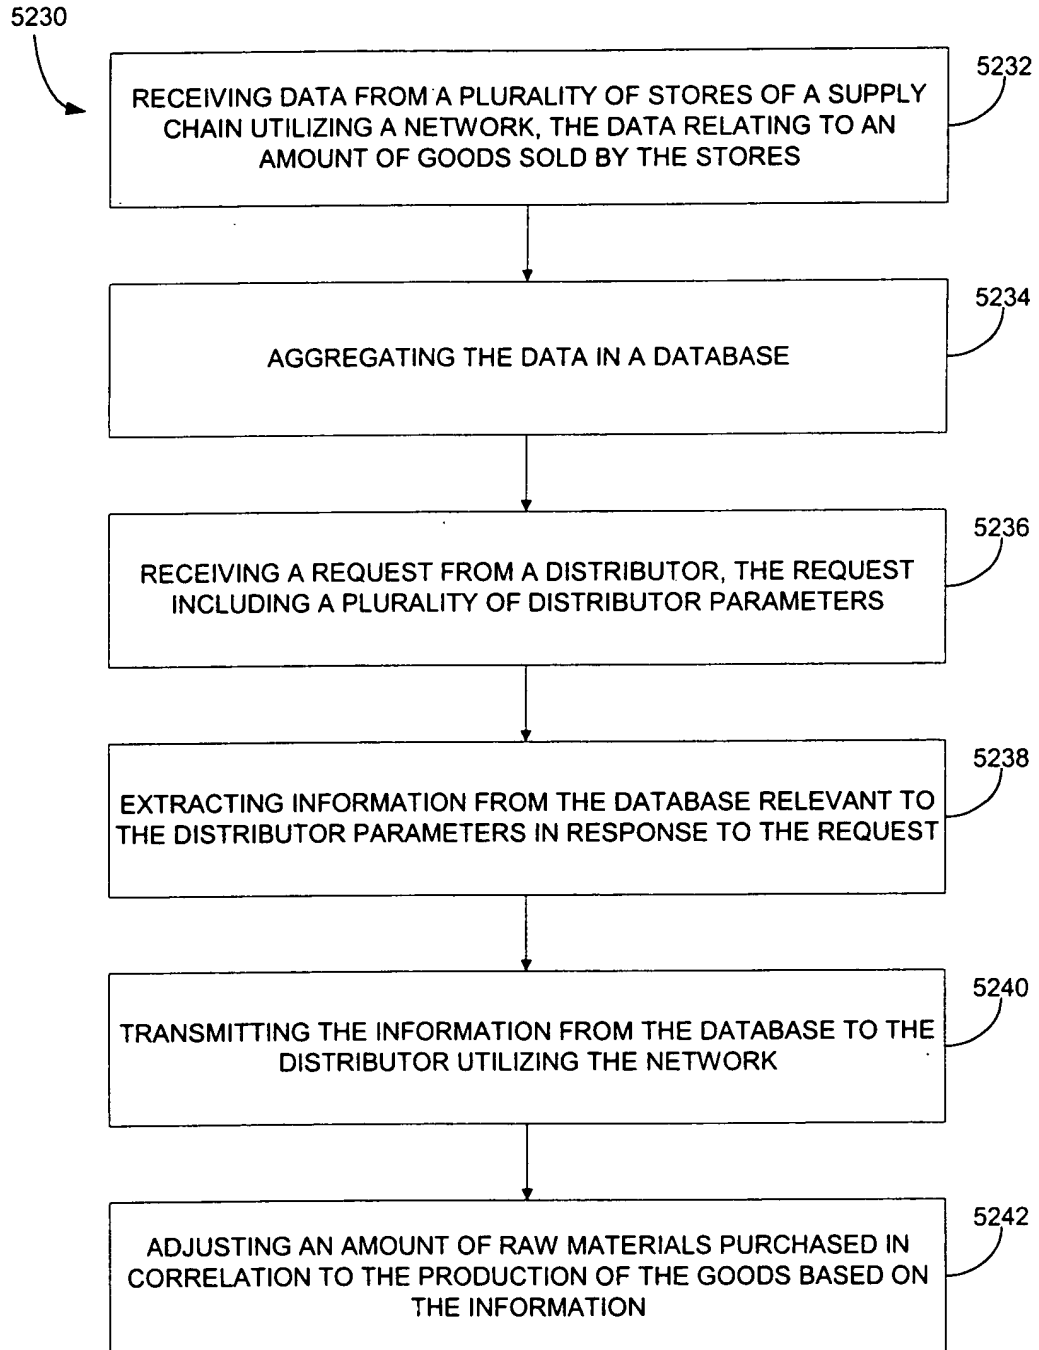 5230
RECEIVING DATA FROM A PLURALITY OF STORES OF A SUPPLY
CHAIN UTILIZING A NETWORK, THE DATA RELATING TO AN
AMOUNT OF GOODS SOLD BY THE STORES
5232
AGGREGATING THE DATA IN A DATABASE
5234
RECEIVING A REQUEST FROM A DISTRIBUTOR, THE REQUEST
INCLUDING A PLURALITY OF DISTRIBUTOR PARAMETERS
5236
EXTRACTING INFORMATION FROM THE DATABASE RELEVANT TO
THE DISTRIBUTOR PARAMETERS IN RESPONSE TO THE REQUEST
5238
TRANSMITTING THE INFORMATION FROM THE DATABASE TO THE
DISTRIBUTOR UTILIZING THE NETWORK
5240
ADJUSTING AN AMOUNT OF RAW MATERIALS PURCHASED IN
CORRELATION TO THE PRODUCTION OF THE GOODS BASED ON
THE INFORMATION
5242